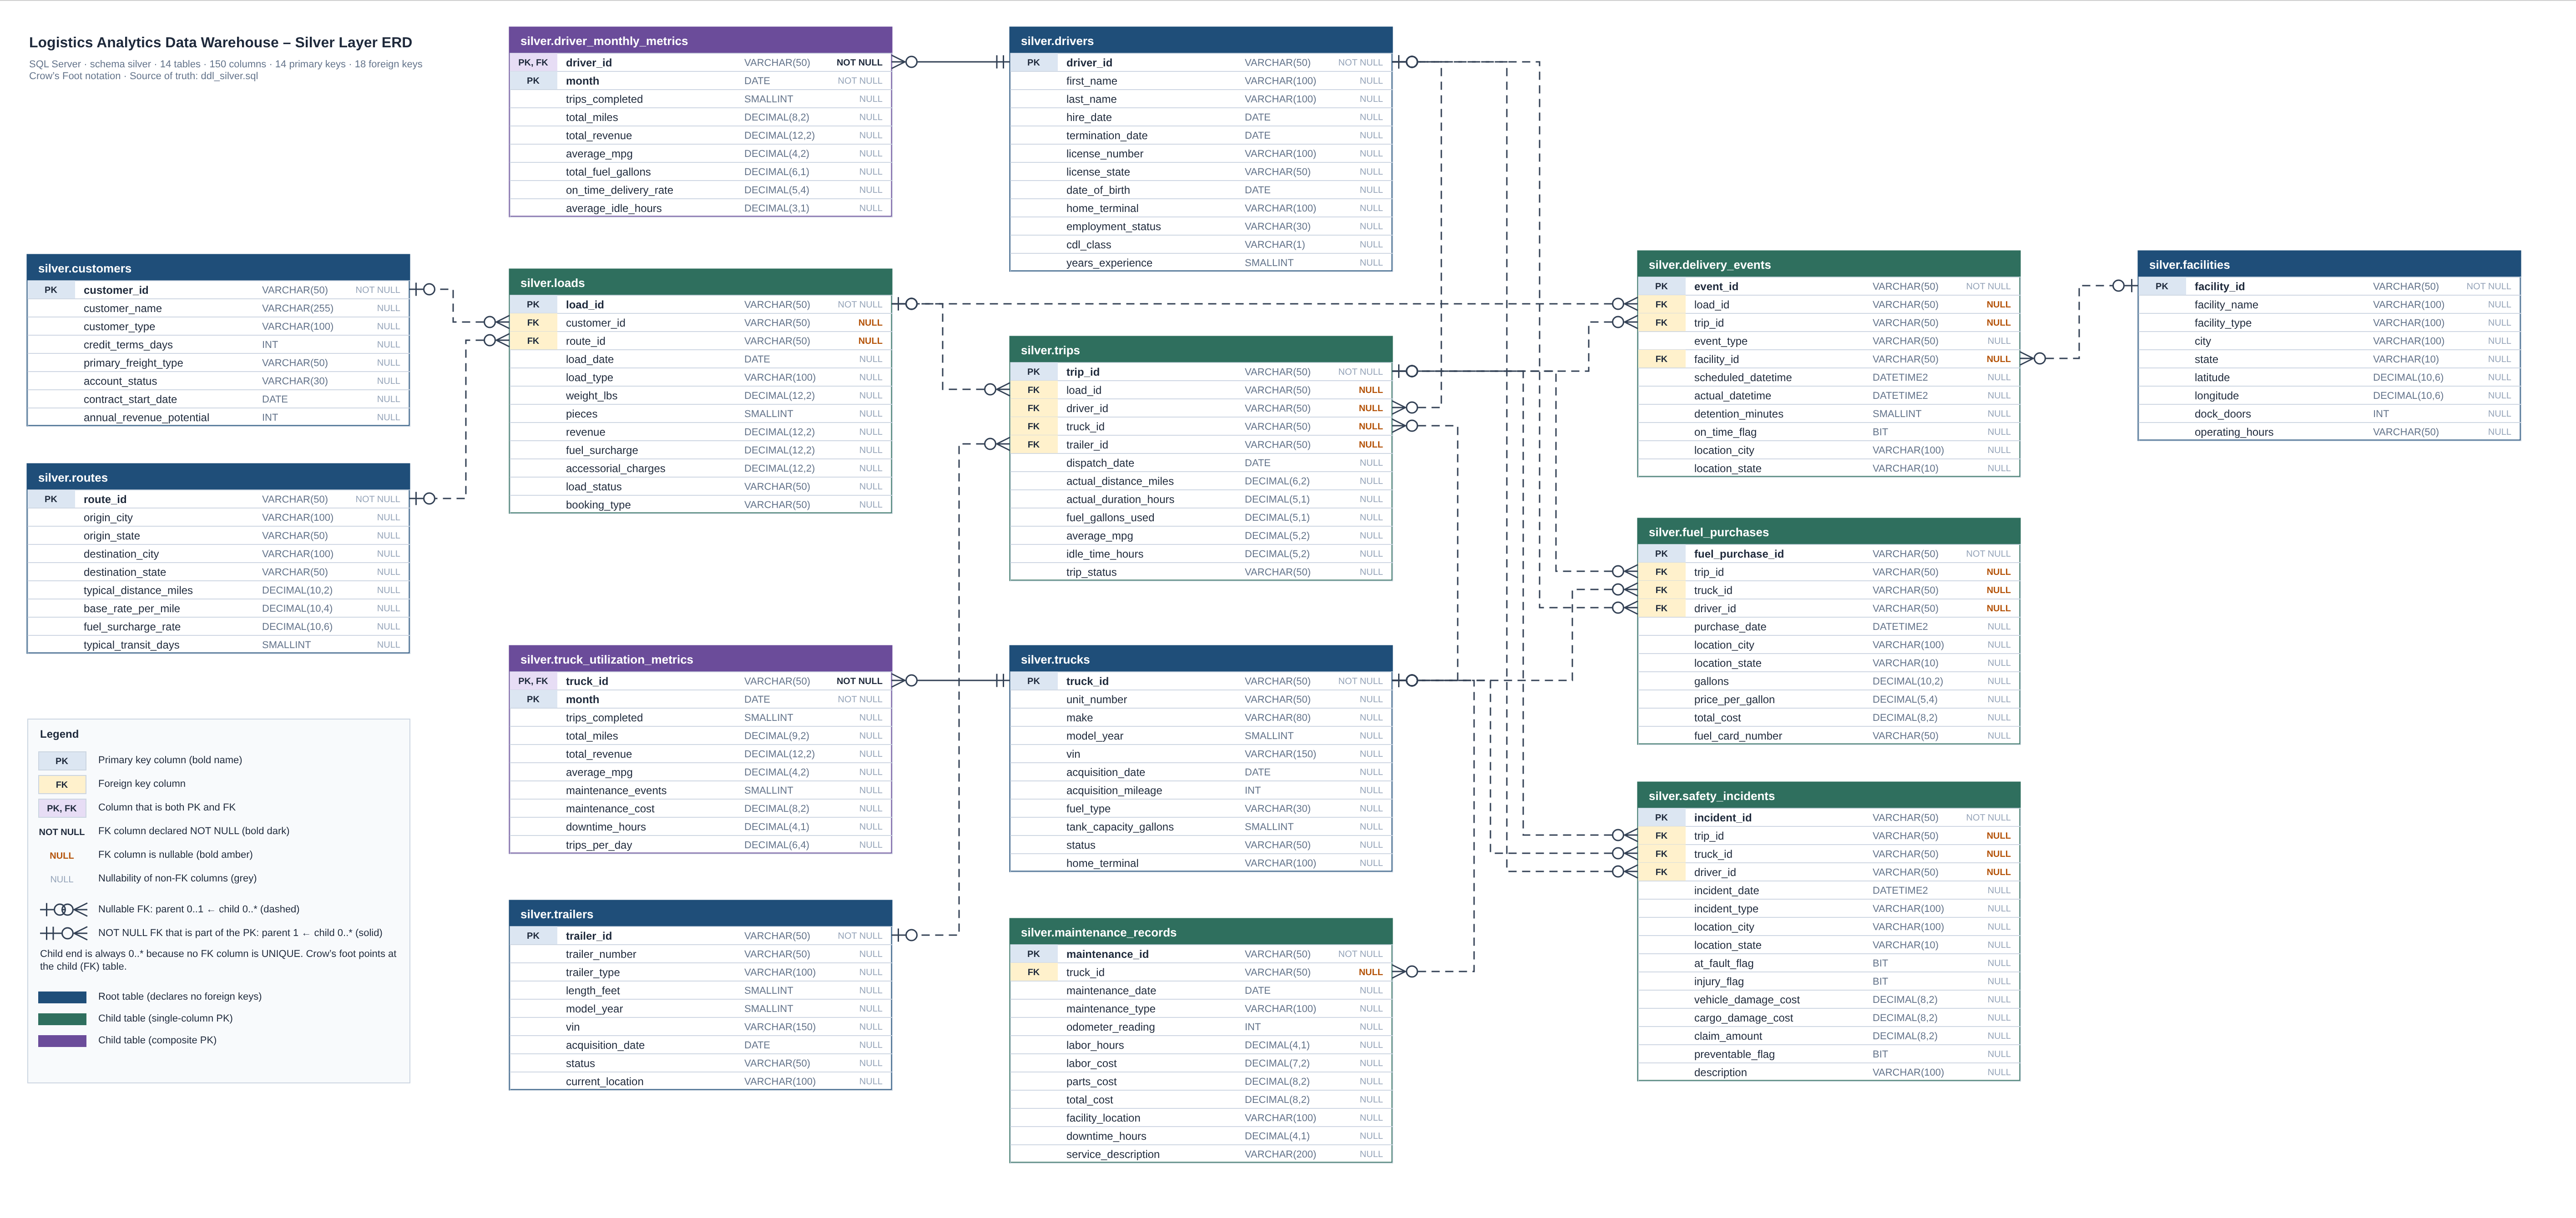 Logistics Analytics Data Warehouse – Silver Layer ERD
SQL Server · schema silver · 14 tables · 150 columns · 14 primary keys · 18 foreign keys
Crow's Foot notation · Source of truth: ddl_silver.sql
silver.driver_monthly_metrics
PK, FK driver_id VARCHAR(50) NOT NULL
PK month DATE NOT NULL
trips_completed SMALLINT NULL
total_miles DECIMAL(8,2) NULL
total_revenue DECIMAL(12,2) NULL
average_mpg DECIMAL(4,2) NULL
total_fuel_gallons DECIMAL(6,1) NULL
on_time_delivery_rate DECIMAL(5,4) NULL
average_idle_hours DECIMAL(3,1) NULL
silver.drivers
PK driver_id VARCHAR(50) NOT NULL
first_name VARCHAR(100) NULL
last_name VARCHAR(100) NULL
hire_date DATE NULL
termination_date DATE NULL
license_number VARCHAR(100) NULL
license_state VARCHAR(50) NULL
date_of_birth DATE NULL
home_terminal VARCHAR(100) NULL
employment_status VARCHAR(30) NULL
cdl_class VARCHAR(1) NULL
years_experience SMALLINT NULL
silver.customers
PK customer_id VARCHAR(50) NOT NULL
customer_name VARCHAR(255) NULL
customer_type VARCHAR(100) NULL
credit_terms_days INT NULL
primary_freight_type VARCHAR(50) NULL
account_status VARCHAR(30) NULL
contract_start_date DATE NULL
annual_revenue_potential INT NULL
silver.loads
PK load_id VARCHAR(50) NOT NULL
FK customer_id VARCHAR(50) NULL
FK route_id VARCHAR(50) NULL
load_date DATE NULL
load_type VARCHAR(100) NULL
weight_lbs DECIMAL(12,2) NULL
pieces SMALLINT NULL
revenue DECIMAL(12,2) NULL
fuel_surcharge DECIMAL(12,2) NULL
accessorial_charges DECIMAL(12,2) NULL
load_status VARCHAR(50) NULL
booking_type VARCHAR(50) NULL
silver.trips
PK trip_id VARCHAR(50) NOT NULL
FK load_id VARCHAR(50) NULL
FK driver_id VARCHAR(50) NULL
FK truck_id VARCHAR(50) NULL
FK trailer_id VARCHAR(50) NULL
dispatch_date DATE NULL
actual_distance_miles DECIMAL(6,2) NULL
actual_duration_hours DECIMAL(5,1) NULL
fuel_gallons_used DECIMAL(5,1) NULL
average_mpg DECIMAL(5,2) NULL
idle_time_hours DECIMAL(5,2) NULL
trip_status VARCHAR(50) NULL
silver.delivery_events
PK event_id VARCHAR(50) NOT NULL
FK load_id VARCHAR(50) NULL
FK trip_id VARCHAR(50) NULL
event_type VARCHAR(50) NULL
FK facility_id VARCHAR(50) NULL
scheduled_datetime DATETIME2 NULL
actual_datetime DATETIME2 NULL
detention_minutes SMALLINT NULL
on_time_flag BIT NULL
location_city VARCHAR(100) NULL
location_state VARCHAR(10) NULL
silver.facilities
PK facility_id VARCHAR(50) NOT NULL
facility_name VARCHAR(100) NULL
facility_type VARCHAR(100) NULL
city VARCHAR(100) NULL
state VARCHAR(10) NULL
latitude DECIMAL(10,6) NULL
longitude DECIMAL(10,6) NULL
dock_doors INT NULL
operating_hours VARCHAR(50) NULL
silver.routes
PK route_id VARCHAR(50) NOT NULL
origin_city VARCHAR(100) NULL
origin_state VARCHAR(50) NULL
destination_city VARCHAR(100) NULL
destination_state VARCHAR(50) NULL
typical_distance_miles DECIMAL(10,2) NULL
base_rate_per_mile DECIMAL(10,4) NULL
fuel_surcharge_rate DECIMAL(10,6) NULL
typical_transit_days SMALLINT NULL
silver.fuel_purchases
PK fuel_purchase_id VARCHAR(50) NOT NULL
FK trip_id VARCHAR(50) NULL
FK truck_id VARCHAR(50) NULL
FK driver_id VARCHAR(50) NULL
purchase_date DATETIME2 NULL
location_city VARCHAR(100) NULL
location_state VARCHAR(10) NULL
gallons DECIMAL(10,2) NULL
price_per_gallon DECIMAL(5,4) NULL
total_cost DECIMAL(8,2) NULL
fuel_card_number VARCHAR(50) NULL
silver.truck_utilization_metrics
PK, FK truck_id VARCHAR(50) NOT NULL
PK month DATE NOT NULL
trips_completed SMALLINT NULL
total_miles DECIMAL(9,2) NULL
total_revenue DECIMAL(12,2) NULL
average_mpg DECIMAL(4,2) NULL
maintenance_events SMALLINT NULL
maintenance_cost DECIMAL(8,2) NULL
downtime_hours DECIMAL(4,1) NULL
trips_per_day DECIMAL(6,4) NULL
silver.trucks
PK truck_id VARCHAR(50) NOT NULL
unit_number VARCHAR(50) NULL
make VARCHAR(80) NULL
model_year SMALLINT NULL
vin VARCHAR(150) NULL
acquisition_date DATE NULL
acquisition_mileage INT NULL
fuel_type VARCHAR(30) NULL
tank_capacity_gallons SMALLINT NULL
status VARCHAR(50) NULL
home_terminal VARCHAR(100) NULL
silver.safety_incidents
PK incident_id VARCHAR(50) NOT NULL
FK trip_id VARCHAR(50) NULL
FK truck_id VARCHAR(50) NULL
FK driver_id VARCHAR(50) NULL
incident_date DATETIME2 NULL
incident_type VARCHAR(100) NULL
location_city VARCHAR(100) NULL
location_state VARCHAR(10) NULL
at_fault_flag BIT NULL
injury_flag BIT NULL
vehicle_damage_cost DECIMAL(8,2) NULL
cargo_damage_cost DECIMAL(8,2) NULL
claim_amount DECIMAL(8,2) NULL
preventable_flag BIT NULL
description VARCHAR(100) NULL
silver.trailers
PK trailer_id VARCHAR(50) NOT NULL
trailer_number VARCHAR(50) NULL
trailer_type VARCHAR(100) NULL
length_feet SMALLINT NULL
model_year SMALLINT NULL
vin VARCHAR(150) NULL
acquisition_date DATE NULL
status VARCHAR(50) NULL
current_location VARCHAR(100) NULL
silver.maintenance_records
PK maintenance_id VARCHAR(50) NOT NULL
FK truck_id VARCHAR(50) NULL
maintenance_date DATE NULL
maintenance_type VARCHAR(100) NULL
odometer_reading INT NULL
labor_hours DECIMAL(4,1) NULL
labor_cost DECIMAL(7,2) NULL
parts_cost DECIMAL(8,2) NULL
total_cost DECIMAL(8,2) NULL
facility_location VARCHAR(100) NULL
downtime_hours DECIMAL(4,1) NULL
service_description VARCHAR(200) NULL
Legend
PK Primary key column (bold name)
FK Foreign key column
PK, FK Column that is both PK and FK
NOT NULL FK column declared NOT NULL (bold dark)
NULL FK column is nullable (bold amber)
NULL Nullability of non-FK columns (grey)
Nullable FK: parent 0..1 ← child 0..* (dashed)
NOT NULL FK that is part of the PK: parent 1 ← child 0..* (solid)
Child end is always 0..* because no FK column is UNIQUE. Crow's foot points at
the child (FK) table.
Root table (declares no foreign keys)
Child table (single-column PK)
Child table (composite PK)